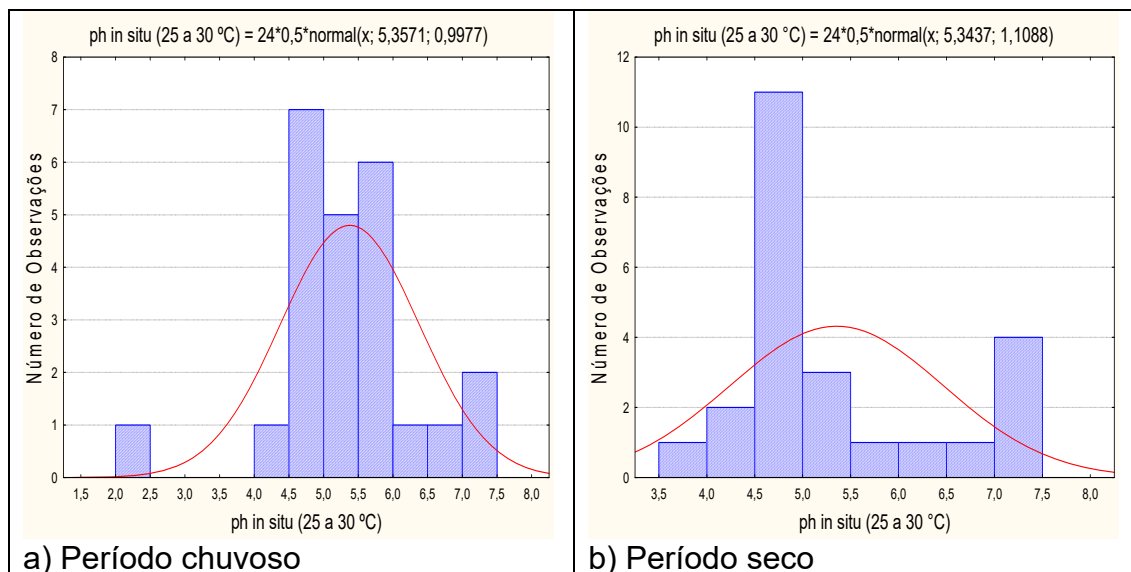 ph in situ (25 a 30 ºC) = 24*0,5*normal(x; 5,3571; 0,9977)
8
7
6
5
4
3
2
1
0
Número de Observações
1,5 2,0 2,5 3,0 3,5 4,0 4,5 5,0 5,5 6,0 6,5 7,0 7,5 8,0
ph in situ (25 a 30 ºC)
a) Período chuvoso
ph in situ (25 a 30 °C) = 24*0,5*normal(x; 5,3437; 1,1088)
12
10
8
6
4
2
0
Número de Observações
3,5 4,0 4,5 5,0 5,5 6,0 6,5 7,0 7,5 8,0
ph in situ (25 a 30 °C)
b) Período seco